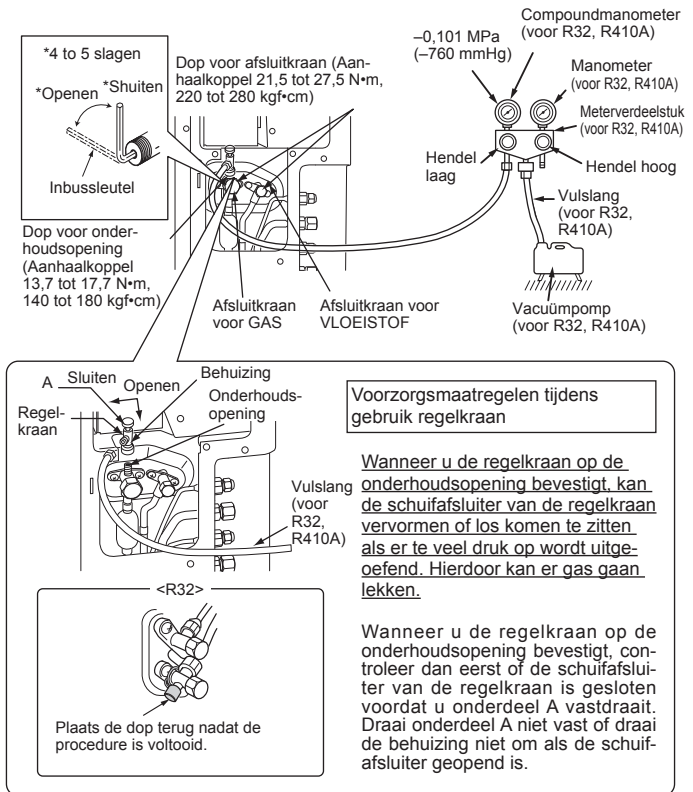 *4 to 5 slagen
*Openen
*Shuiten
Inbussleutel
Dop voor afsluitkraan (Aan-
haalkoppel 21,5 tot 27,5 N•m,
220 tot 280 kgf•cm)
–0,101 MPa
(–760 mmHg)
Compoundmanometer
(voor R32, R410A)
Manometer
(voor R32, R410A)
Meterverdeelstuk
(voor R32, R410A)
Hendel
laag
Hendel hoog
Vulslang
(voor
R32,
R410A)
Dop voor onder-
houdsopening
(Aanhaalkoppel
13,7 tot 17,7 N•m,
140 tot 180 kgf•cm)
Afsluitkraan
voor GAS
Afsluitkraan voor
VLOEISTOF
Vacuümpomp
(voor R32, R410A)
A
Sluiten
Openen
Behuizing
Onderhouds-
opening
Regel-
kraan
Vulslang
(voor
R32,
R410A)
<R32>
Plaats de dop terug nadat de
procedure is voltooid.
Voorzorgsmaatregelen tijdens
gebruik regelkraan
Wanneer u de regelkraan op de
onderhoudsopening bevestigt, kan
de schuifafsluiter van de regelkraan
vervormen of los komen te zitten
als er te veel druk op wordt uitge-
oefend. Hierdoor kan er gas gaan
lekken.
Wanneer u de regelkraan op de
onderhoudsopening bevestigt, con-
troleer dan eerst of de schuifafslui-
ter van de regelkraan is gesloten
voordat u onderdeel A vastdraait.
Draai onderdeel A niet vast of draai
de behuizing niet om als de schuif-
afsluiter geopend is.